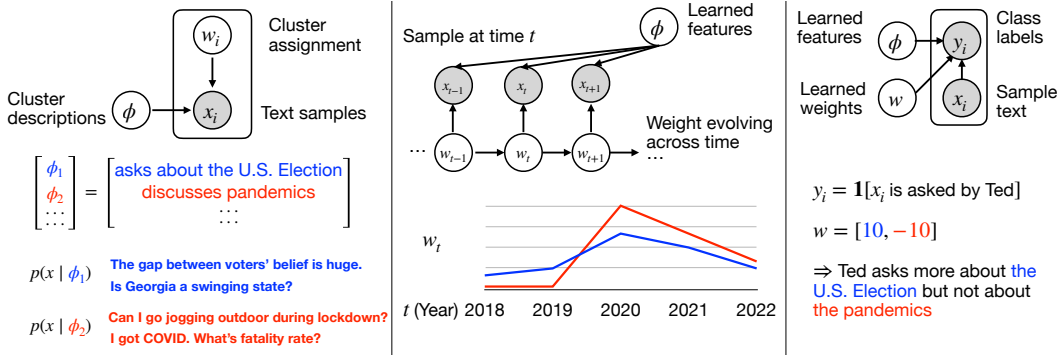 w_i
Cluster
assignment
Cluster
descriptions
ϕ
x_i
Text samples
[ϕ_1 ϕ_2 ...] = [asks about the U.S. Election
discusses pandemics
...]
p(x | ϕ_1)
The gap between voters' belief is huge.
Is Georgia a swinging state?
p(x | ϕ_2)
Can I go jogging outdoor during lockdown?
I got COVID. What's fatality rate?
Learned
features
ϕ
Sample at time t
x_{t−1} x_t x_{t+1}
... w_{t−1} w_t w_{t+1} ...
Weight evolving
across time
w_t
t (Year) 2018 2019 2020 2021 2022
Learned
features
ϕ
y_i
Class
labels
Learned
weights
w
x_i
Sample
text
y_i = 1[x_i is asked by Ted]
w = [10, −10]
⇒ Ted asks more about the
U.S. Election but not about
the pandemics